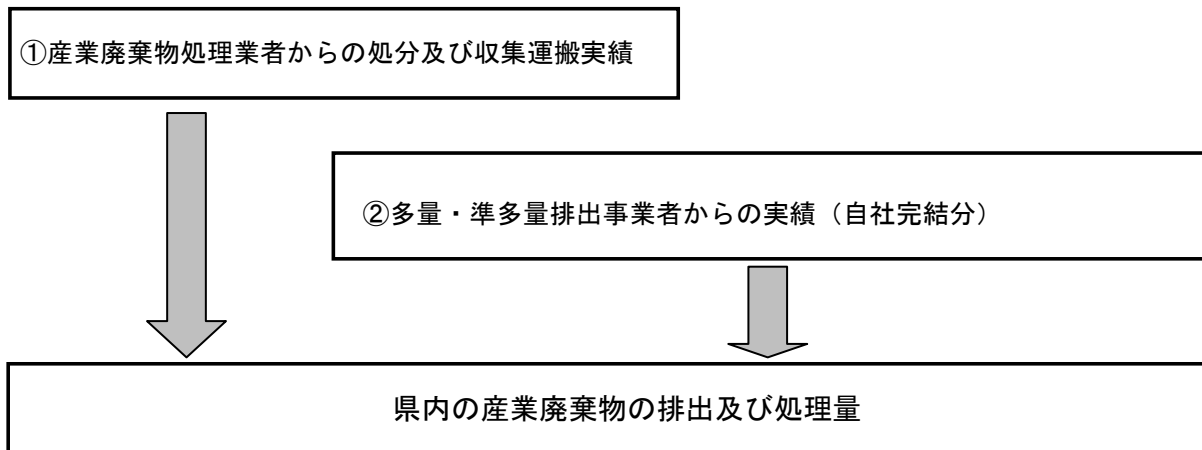 ①産業廃棄物処理業者からの処分及び収集運搬実績
②多量・準多量排出事業者からの実績（自社完結分）
県内の産業廃棄物の排出及び処理量